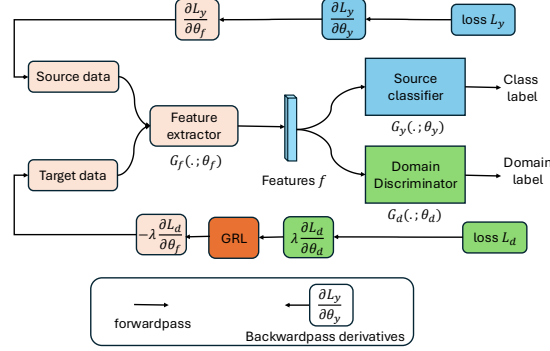 ∂L_y/∂θ_f
∂L_y/∂θ_y
loss L_y
Source data
Target data
Feature
extractor
G_f(.;θ_f)
Features f
Source
classifier
G_y(.;θ_y)
Class
label
Domain
Discriminator
G_d(.;θ_d)
Domain
label
−λ ∂L_d/∂θ_f
GRL
λ ∂L_d/∂θ_d
loss L_d
forwardpass
∂L_y/∂θ_y
Backwardpass derivatives